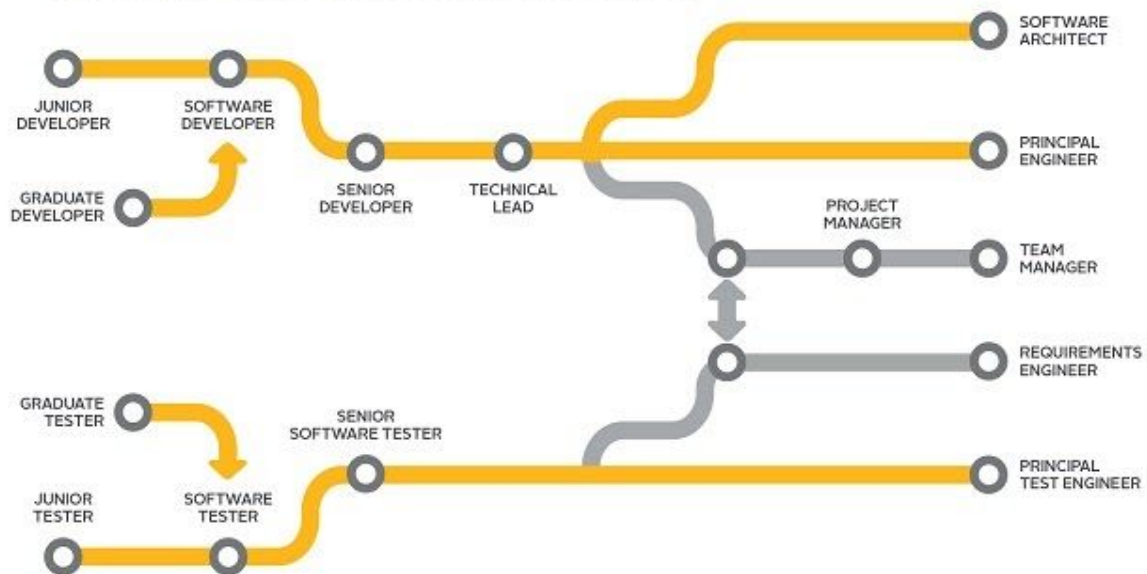 SOFTWARE
ARCHITECT
JUNIOR
DEVELOPER
SOFTWARE
DEVELOPER
PRINCIPAL
ENGINEER
GRADUATE
DEVELOPER
SENIOR
DEVELOPER
TECHNICAL
LEAD
PROJECT
MANAGER
TEAM
MANAGER
REQUIREMENTS
ENGINEER
GRADUATE
TESTER
SENIOR
SOFTWARE TESTER
PRINCIPAL
TEST ENGINEER
JUNIOR
TESTER
SOFTWARE
TESTER